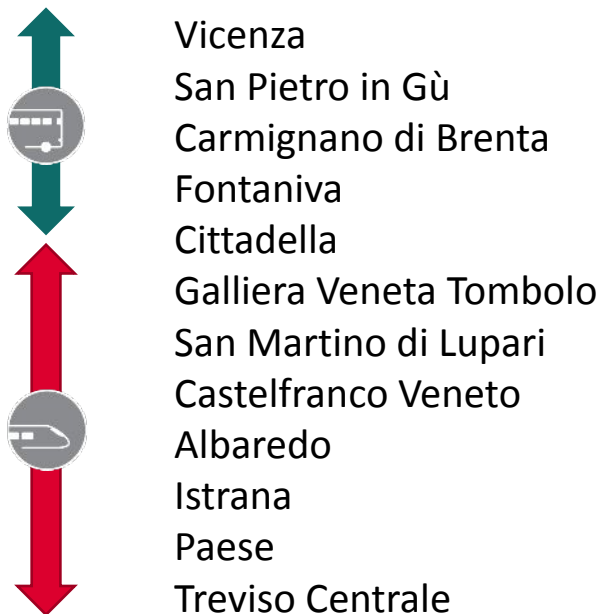 Vicenza
San Pietro in Gù
Carmignano di Brenta
Fontaniva
Cittadella
Galliera Veneta Tombolo
San Martino di Lupari
Castelfranco Veneto
Albaredo
Istrana
Paese
Treviso Centrale